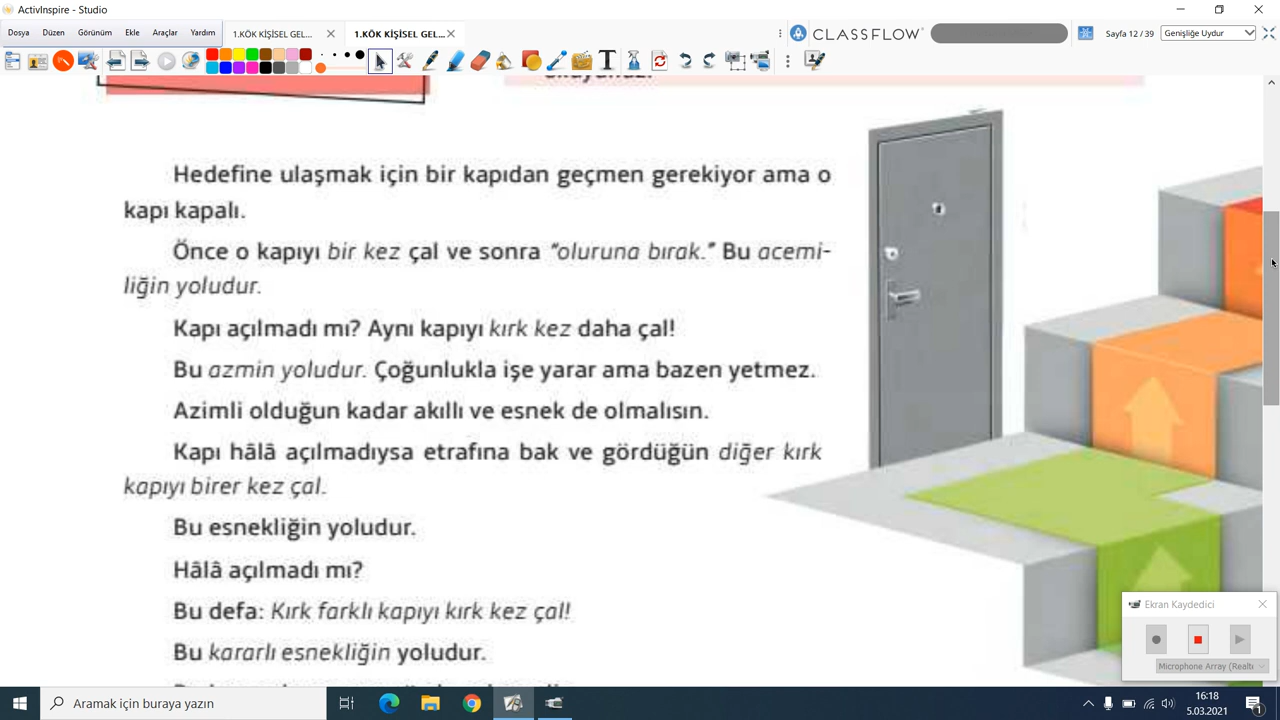 ActivInspire - Studio
Dosya Düzen Görünüm Ekle Araçlar Yardım
1.KÖK KİŞİSEL GEL...
1.KÖK KİŞİSEL GEL...
CLASSFLOW
Sayfa 12 / 39
Genişliğe Uydur
Hedefine ulaşmak için bir kapıdan geçmen gerekiyor ama o
kapı kapalı.
Önce o kapıyı bir kez çal ve sonra “oluruna bırak.” Bu acemi-
liğin yoludur.
Kapı açılmadı mı? Aynı kapıyı kırk kez daha çal!
Bu azmin yoludur. Çoğunlukla işe yarar ama bazen yetmez.
Azimli olduğun kadar akıllı ve esnek de olmalısın.
Kapı hâlâ açılmadıysa etrafına bak ve gördüğün diğer kırk
kapıyı birer kez çal.
Bu esnekliğin yoludur.
Hâlâ açılmadı mı?
Bu defa: Kırk farklı kapıyı kırk kez çal!
Bu kararlı esnekliğin yoludur.
Ekran Kaydedici
Microphone Array (Realte
Aramak için buraya yazın
16:18
5.03.2021
1